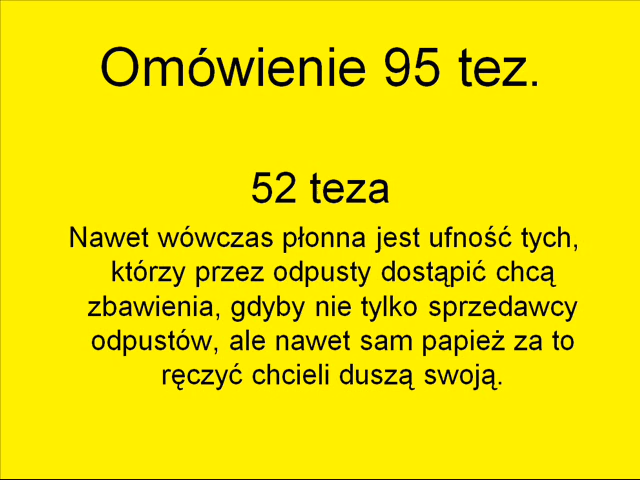 Omówienie 95 tez.
52 teza
Nawet wówczas płonna jest ufność tych,
którzy przez odpusty dostąpić chcą
zbawienia, gdyby nie tylko sprzedawcy
odpustów, ale nawet sam papież za to
ręczyć chcieli duszą swoją.